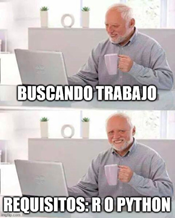 BUSCANDO TRABAJO
REQUISITOS: R O PYTHON